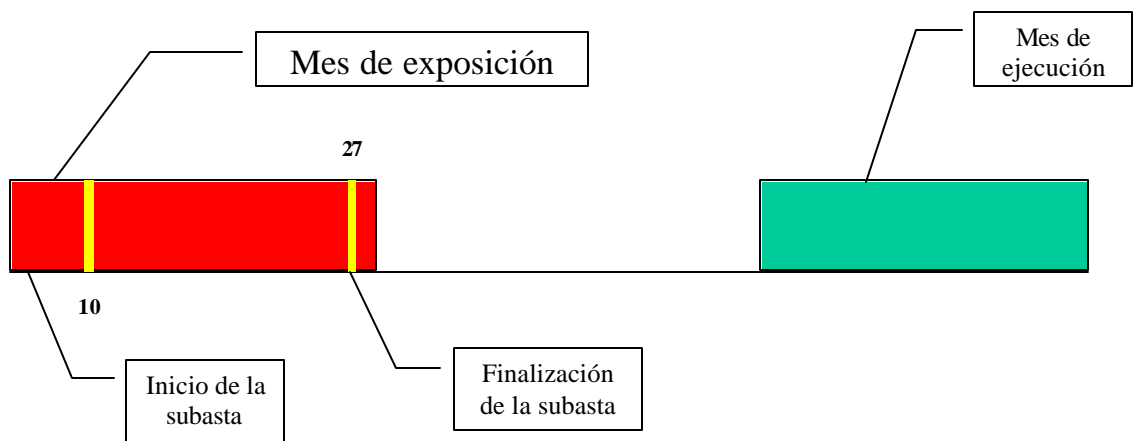 Mes de exposición
Mes de
ejecución
27
10
Inicio de la
subasta
Finalización
de la subasta